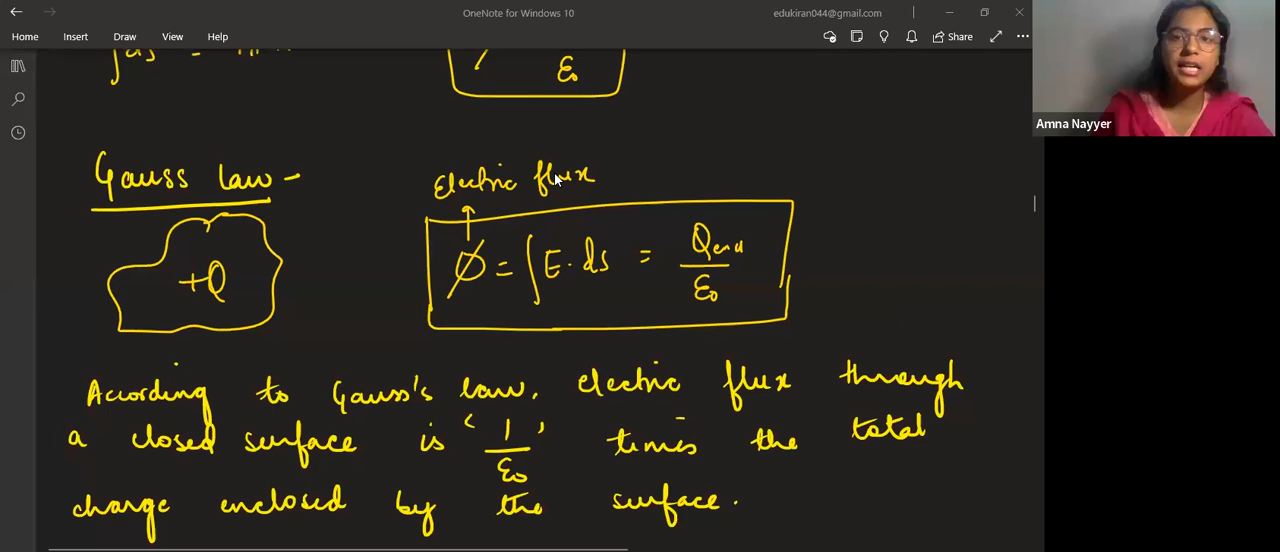 OneNote for Windows 10
edukiran044@gmail.com
Home Insert Draw View Help
Share
Amna Nayyer
ε₀
Gauss law -
Electric flux
+Q
φ = ∫E.ds = Qencl / ε₀
According to Gauss's law, electric flux through
a closed surface is ' 1/ε₀ ' times the total
charge enclosed by the surface.